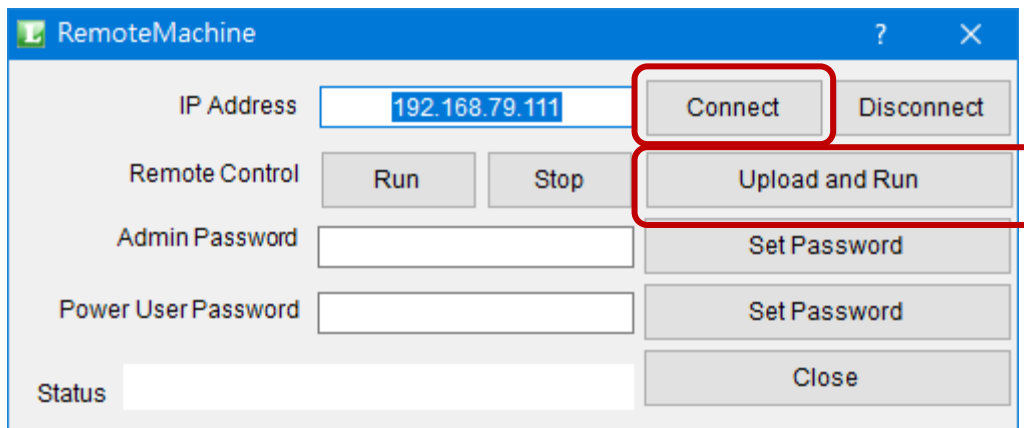 L RemoteMachine ? ×
IP Address 192.168.79.111 Connect Disconnect
Remote Control Run Stop Upload and Run
Admin Password Set Password
Power User Password Set Password
Status Close